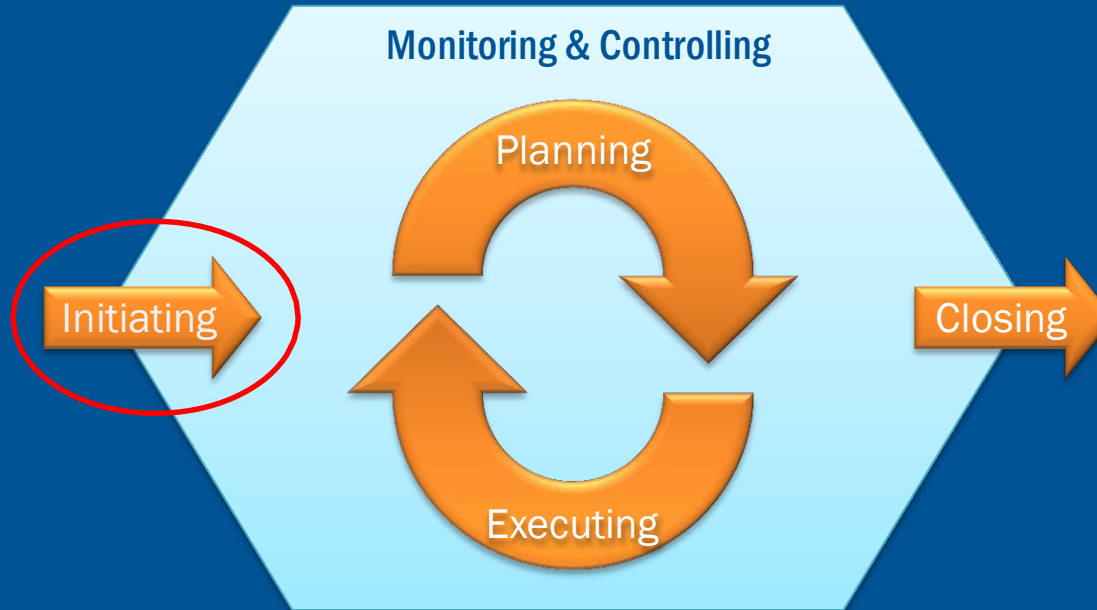 Monitoring & Controlling
Planning
Initiating
Closing
Executing